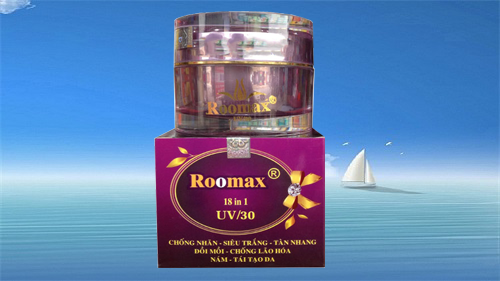 Roomax®
Roomax®
18 in 1
UV/30
CHỐNG NHĂN - SIÊU TRẮNG - TÀN NHANG
ĐỒI MỒI - CHỐNG LÃO HÓA
NÁM - TÁI TẠO DA